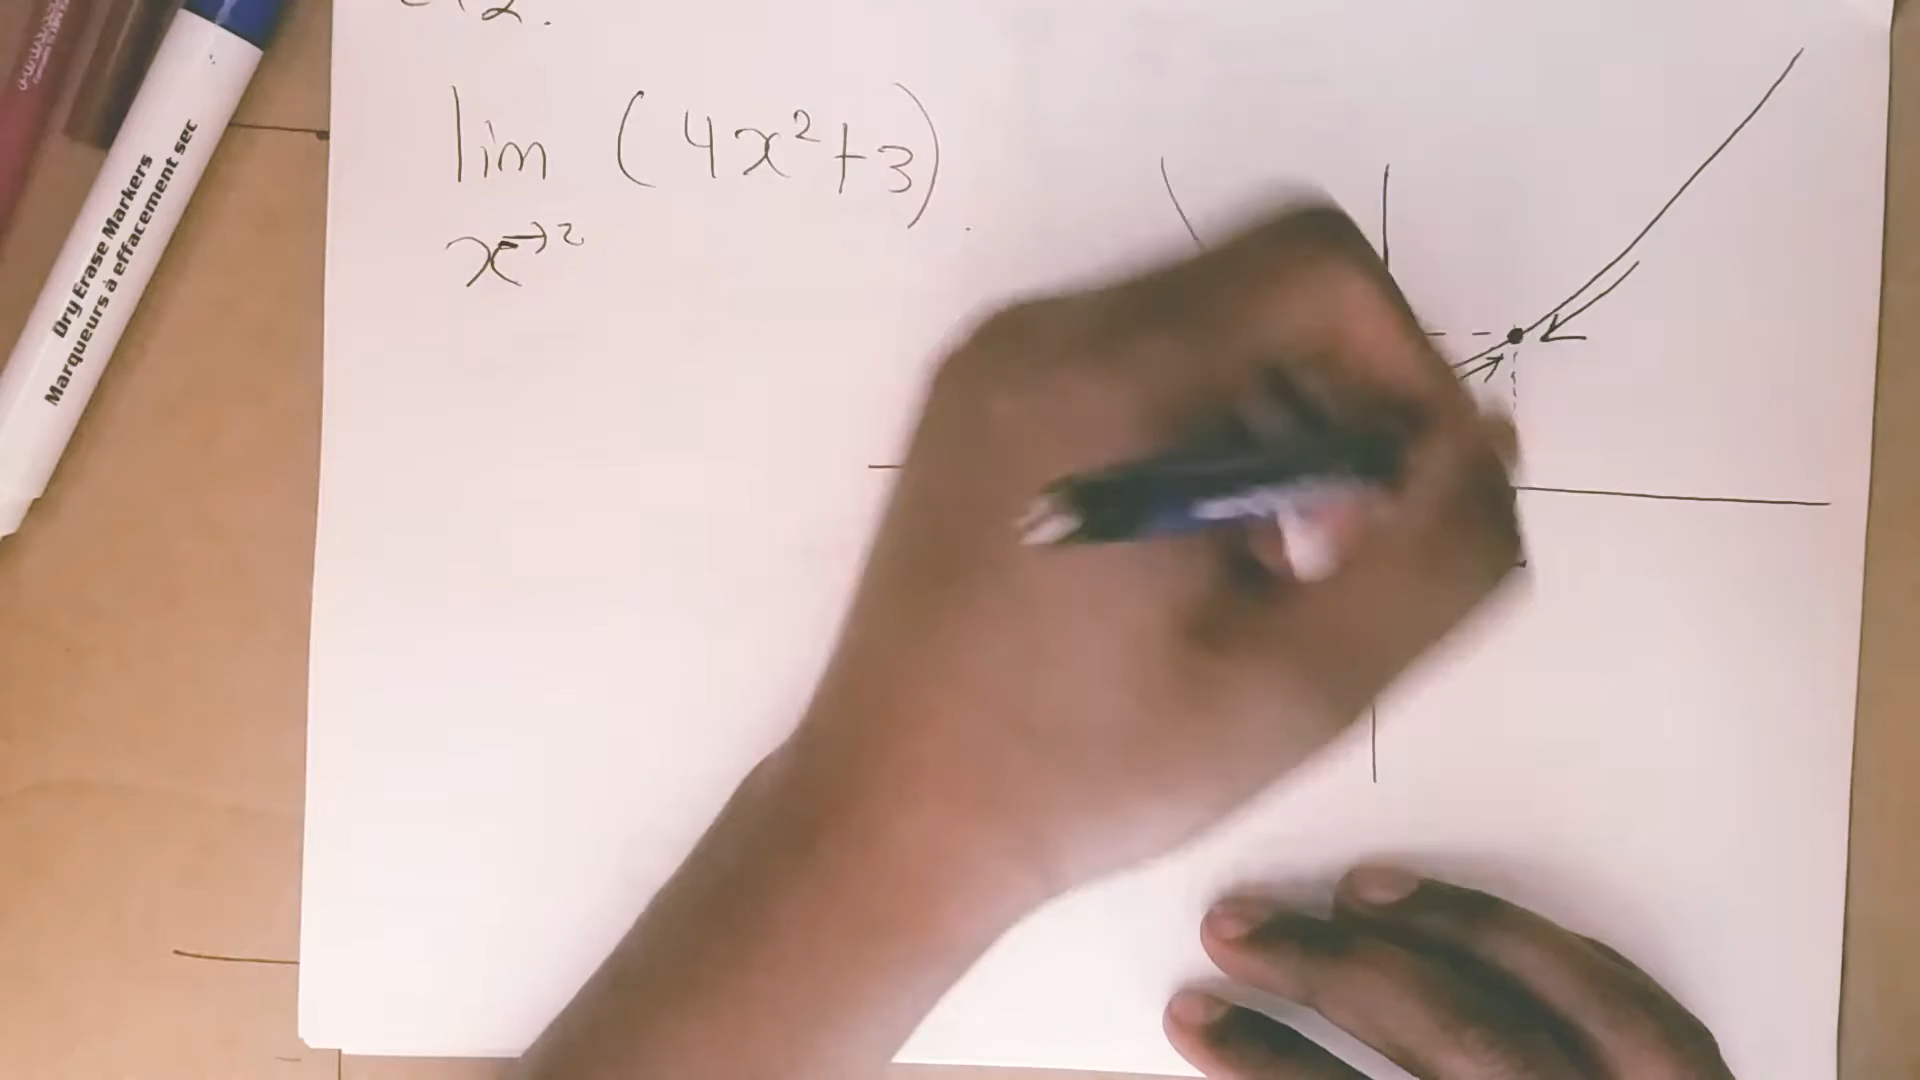 lim (4x²+3)
x→2
Dry Erase Markers
Marqueurs à effacement sec